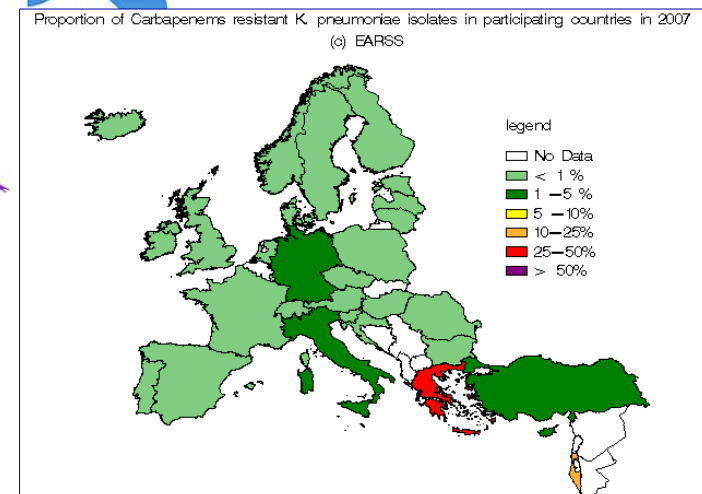 Proportion of Carbapenems resistant K. pneumoniae isolates in participating countries in 2007
(c) EARSS
legend
No Data
< 1 %
1 –5 %
5 –10%
10–25%
25–50%
> 50%